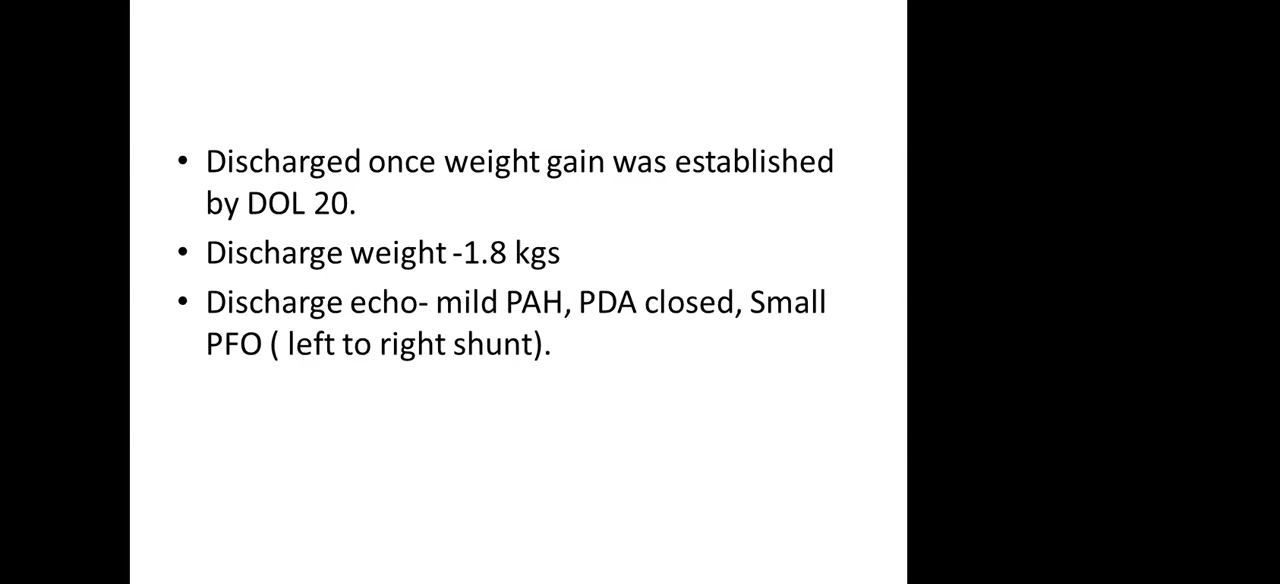 • Discharged once weight gain was established
by DOL 20.
• Discharge weight -1.8 kgs
• Discharge echo- mild PAH, PDA closed, Small
PFO ( left to right shunt).